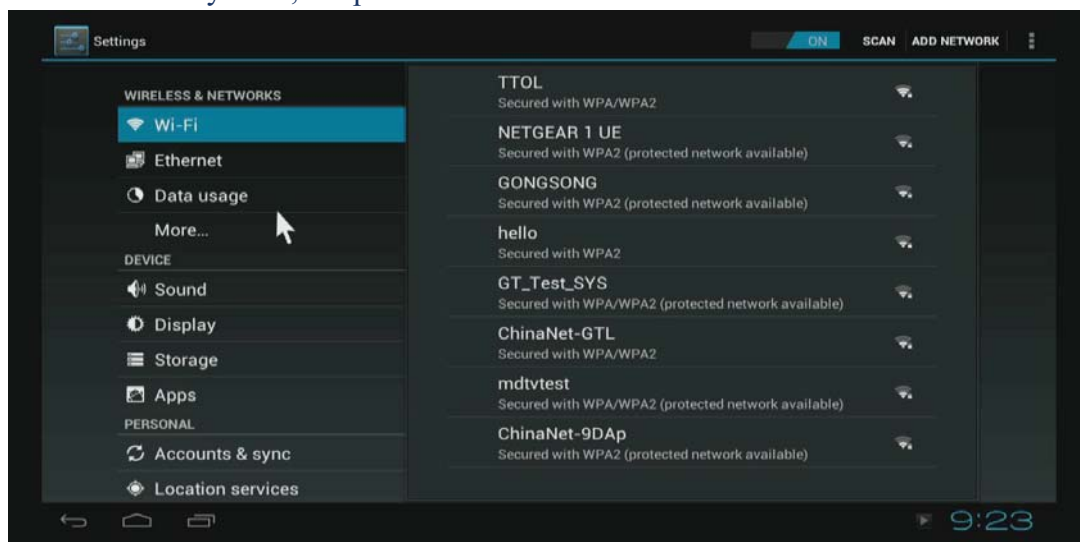 Settings
ON
SCAN
ADD NETWORK
WIRELESS & NETWORKS
Wi-Fi
Ethernet
Data usage
More...
DEVICE
Sound
Display
Storage
Apps
PERSONAL
Accounts & sync
Location services
TTOL
Secured with WPA/WPA2
NETGEAR 1 UE
Secured with WPA2 (protected network available)
GONGSONG
Secured with WPA2 (protected network available)
hello
Secured with WPA2
GT_Test_SYS
Secured with WPA/WPA2 (protected network available)
ChinaNet-GTL
Secured with WPA/WPA2
mdtvtest
Secured with WPA/WPA2 (protected network available)
ChinaNet-9DAp
Secured with WPA2 (protected network available)
9:23